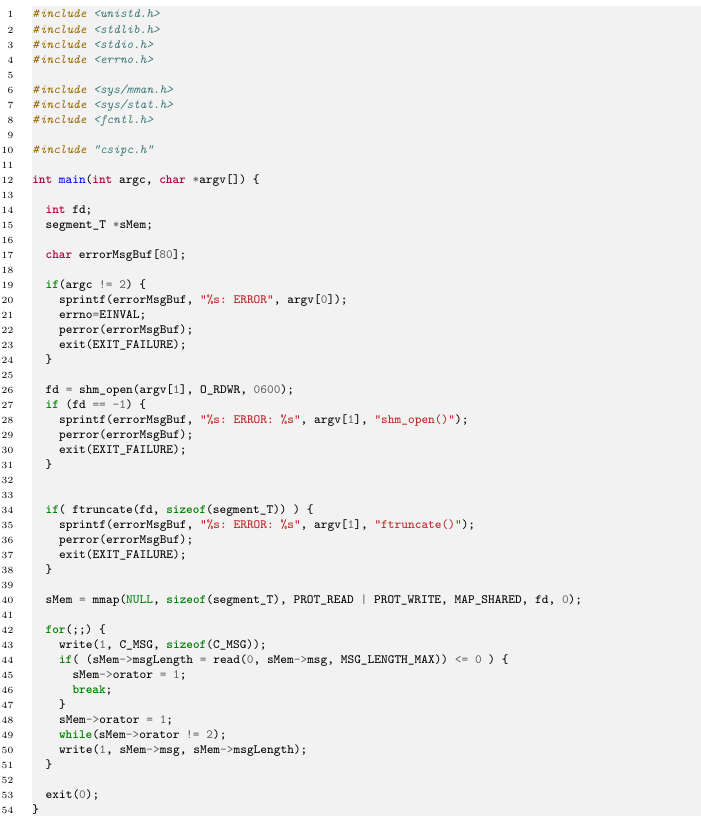 1 #include <unistd.h>
2 #include <stdlib.h>
3 #include <stdio.h>
4 #include <errno.h>
5
6 #include <sys/mman.h>
7 #include <sys/stat.h>
8 #include <fcntl.h>
9
10 #include "csipc.h"
11
12 int main(int argc, char *argv[]) {
13
14   int fd;
15   segment_T *sMem;
16
17   char errorMsgBuf[80];
18
19   if(argc != 2) {
20     sprintf(errorMsgBuf, "%s: ERROR", argv[0]);
21     errno=EINVAL;
22     perror(errorMsgBuf);
23     exit(EXIT_FAILURE);
24   }
25
26   fd = shm_open(argv[1], O_RDWR, 0600);
27   if (fd == -1) {
28     sprintf(errorMsgBuf, "%s: ERROR: %s", argv[1], "shm_open()");
29     perror(errorMsgBuf);
30     exit(EXIT_FAILURE);
31   }
32
33
34   if( ftruncate(fd, sizeof(segment_T)) ) {
35     sprintf(errorMsgBuf, "%s: ERROR: %s", argv[1], "ftruncate()");
36     perror(errorMsgBuf);
37     exit(EXIT_FAILURE);
38   }
39
40   sMem = mmap(NULL, sizeof(segment_T), PROT_READ | PROT_WRITE, MAP_SHARED, fd, 0);
41
42   for(;;) {
43     write(1, C_MSG, sizeof(C_MSG));
44     if( (sMem->msgLength = read(0, sMem->msg, MSG_LENGTH_MAX)) <= 0 ) {
45       sMem->orator = 1;
46       break;
47     }
48     sMem->orator = 1;
49     while(sMem->orator != 2);
50     write(1, sMem->msg, sMem->msgLength);
51   }
52
53   exit(0);
54 }